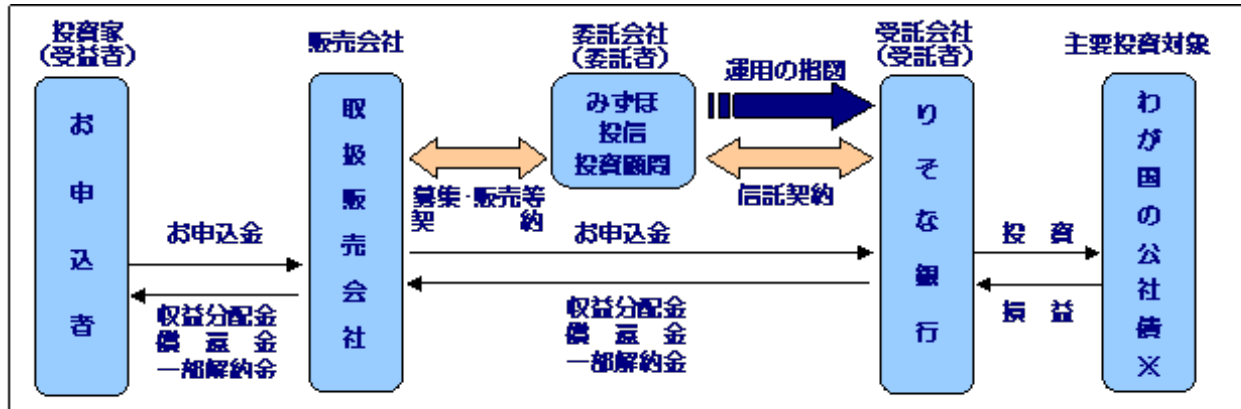 投資家
(受益者)
お申込者
お申込金
収益分配金
償還金
一部解約金
販売会社
取扱販売会社
募集・販売等
契約
委託会社
(委託者)
みずほ
投信
投資顧問
運用の指図
信託契約
お申込金
収益分配金
償還金
一部解約金
受託会社
(受託者)
りそな銀行
投資
損益
主要投資対象
わが国の公社債※